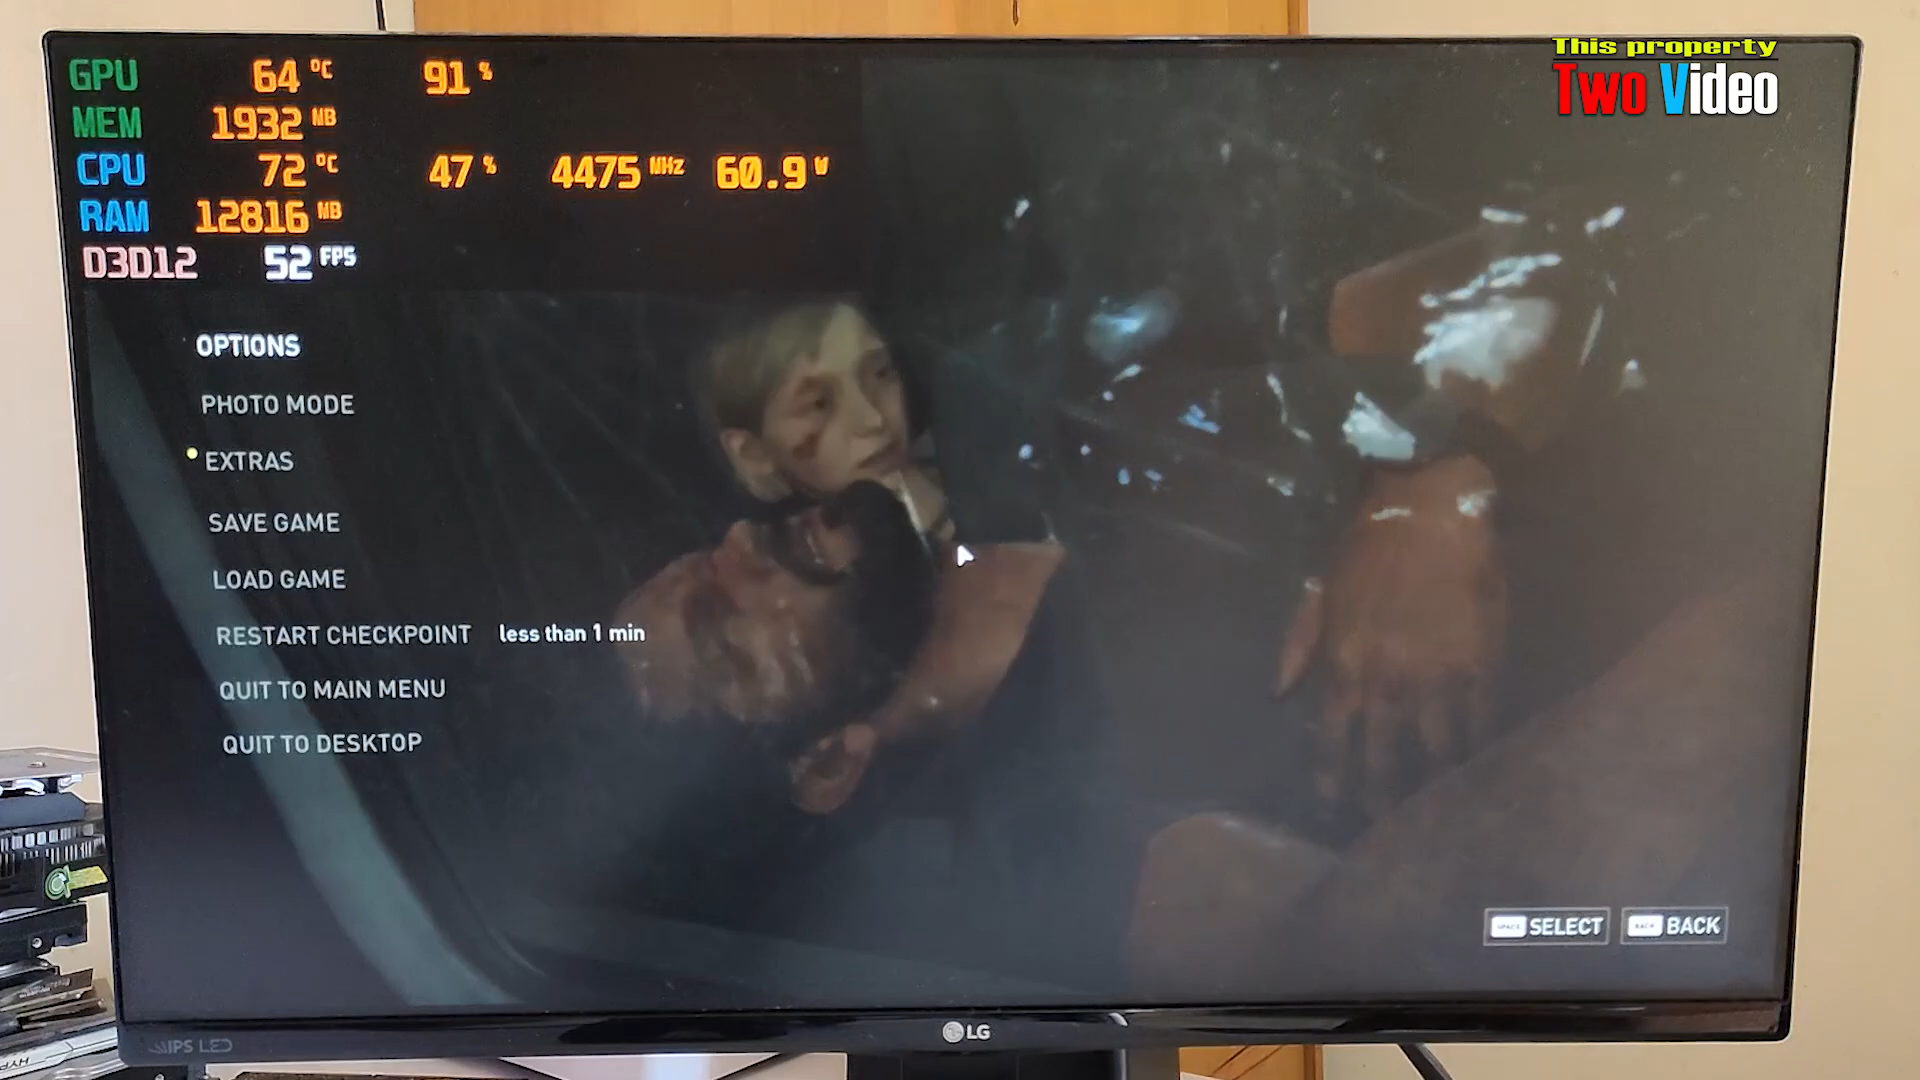 This property
Two Video
GPU 64 °C 91 %
MEM 1932 MB
CPU 72 °C 47 % 4475 MHz 60.9 W
RAM 12816 MB
D3D12 52 FPS
OPTIONS
PHOTO MODE
EXTRAS
SAVE GAME
LOAD GAME
RESTART CHECKPOINT less than 1 min
QUIT TO MAIN MENU
QUIT TO DESKTOP
SPACE SELECT BACK BACK
LG
IPS LED